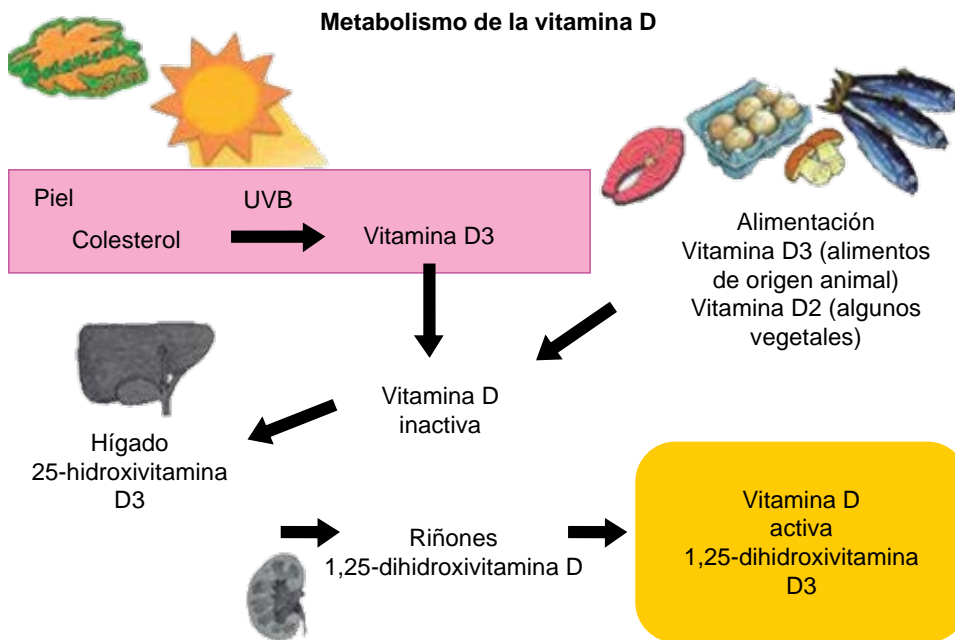 Metabolismo de la vitamina D
Botanical
Piel
UVB
Colesterol
Vitamina D3
Alimentación
Vitamina D3 (alimentos
de origen animal)
Vitamina D2 (algunos
vegetales)
Vitamina D
inactiva
Hígado
25-hidroxivitamina
D3
Riñones
1,25-dihidroxivitamina D
Vitamina D
activa
1,25-dihidroxivitamina
D3